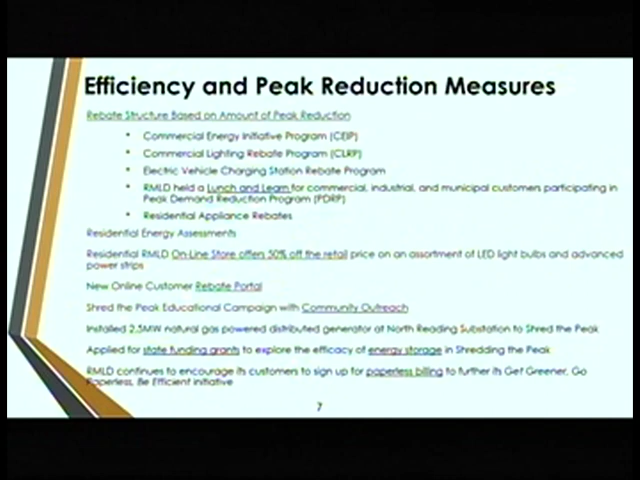 Efficiency and Peak Reduction Measures
Rebate Structure Based on Amount of Peak Reduction
• Commercial Energy Initiative Program (CEIP)
• Commercial Lighting Rebate Program (CLRP)
• Electric Vehicle Charging Station Rebate Program
• RMLD held a Lunch and Learn for commercial, industrial, and municipal customers participating in
Peak Demand Reduction Program (PDRP)
• Residential Appliance Rebates
Residential Energy Assessments
Residential RMLD On-Line Store offers 50% off the retail price on an assortment of LED light bulbs and advanced
power strips
New Online Customer Rebate Portal
Shred the Peak Educational Campaign with Community Outreach
Installed 2.5MW natural gas powered distributed generator at North Reading Substation to Shred the Peak
Applied for state funding grants to explore the efficacy of energy storage in Shredding the Peak
RMLD continues to encourage its customers to sign up for paperless billing to further its Get Greener, Go
Paperless, Be Efficient initiative
7